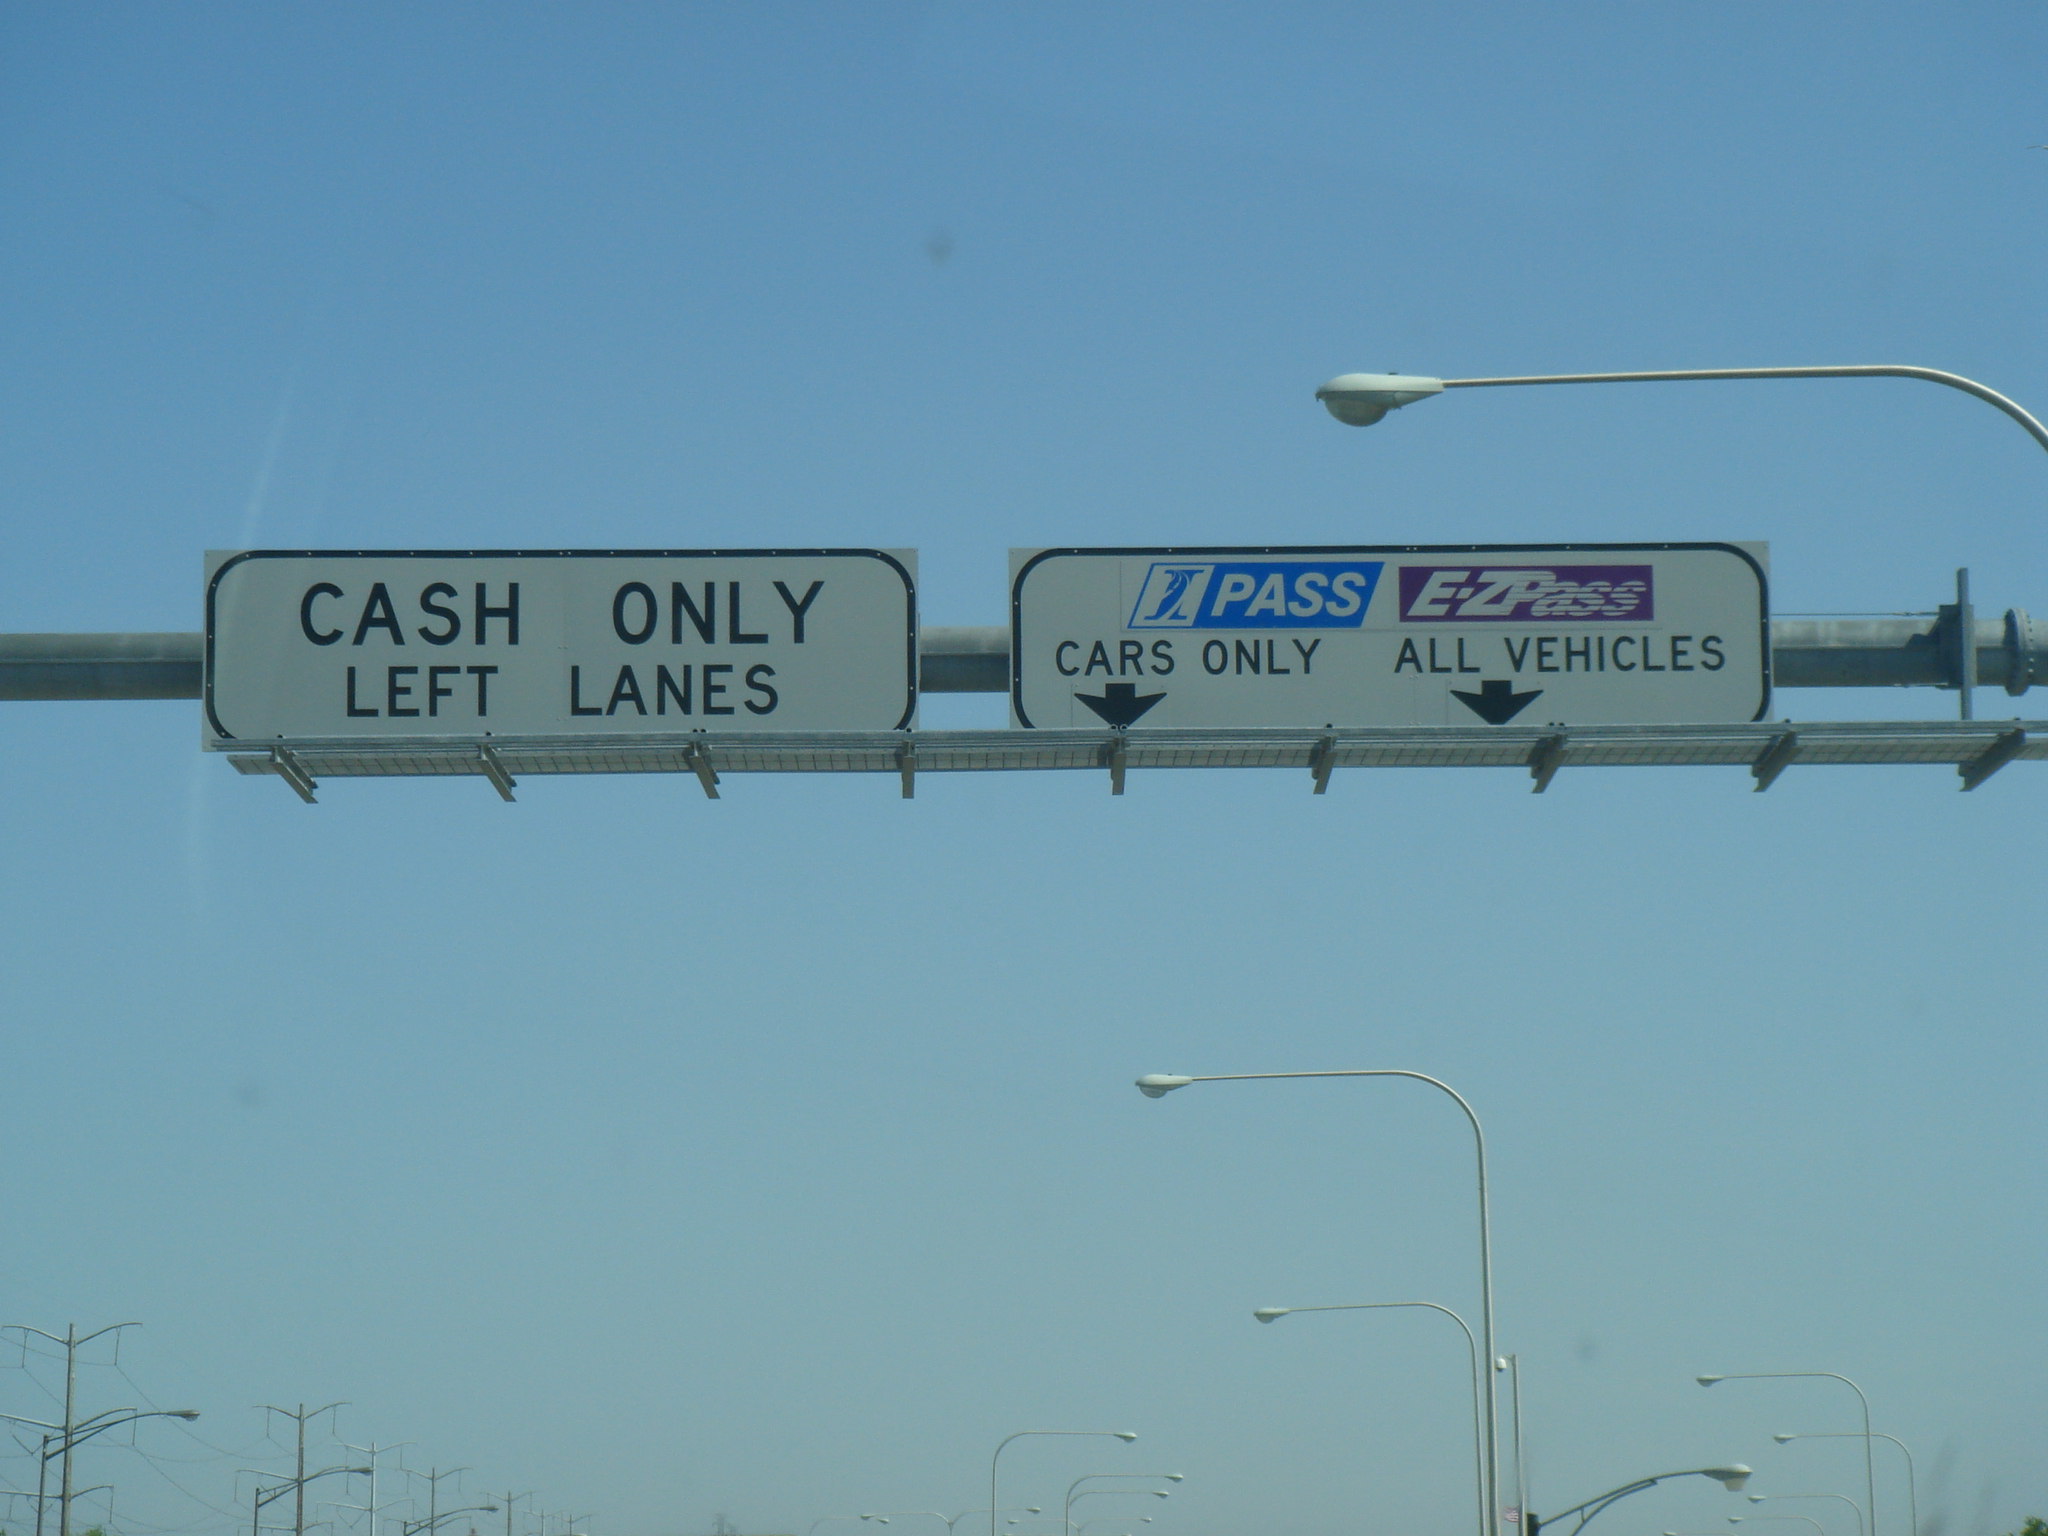 CASH ONLY
LEFT LANES
I PASS E-ZPass
CARS ONLY ALL VEHICLES